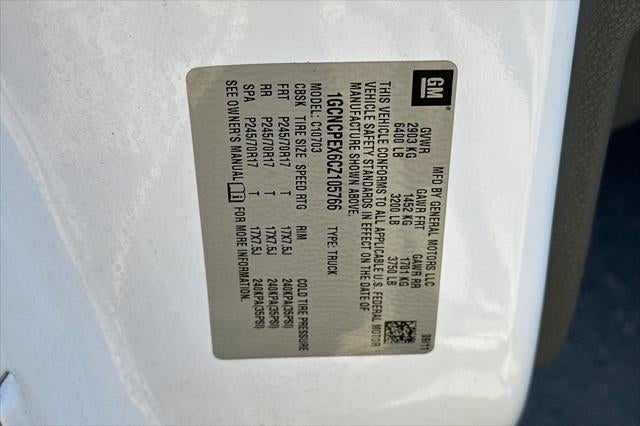 GM
MFD BY GENERAL MOTORS LLC
GVWR GAWR FRT GAWR RR
2903 KG 1452 KG 1701 KG
6400 LB 3200 LB 3750 LB
09/11
THIS VEHICLE CONFORMS TO ALL APPLICABLE U.S. FEDERAL MOTOR
VEHICLE SAFETY STANDARDS IN EFFECT ON THE DATE OF
MANUFACTURE SHOWN ABOVE.
1GCNCPEX6CZ105766 TYPE: TRUCK
MODEL: C10703
CBSK TIRE SIZE SPEED RTG RIM COLD TIRE PRESSURE
FRT P245/70R17 T 17X7.5J 240KPA(35PSI)
RR P245/70R17 T 17X7.5J 240KPA(35PSI)
SPA P245/70R17 T 17X7.5J 240KPA(35PSI)
SEE OWNER'S MANUAL i FOR MORE INFORMATION.